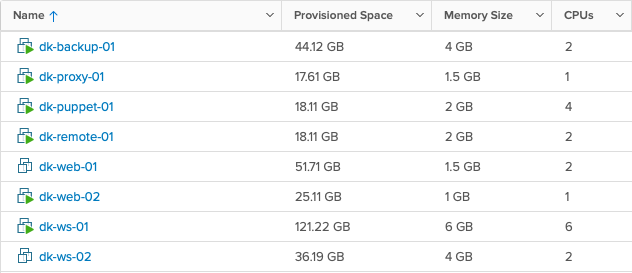 Name Provisioned Space Memory Size CPUs
dk-backup-01 44.12 GB 4 GB 2
dk-proxy-01 17.61 GB 1.5 GB 1
dk-puppet-01 18.11 GB 2 GB 4
dk-remote-01 18.11 GB 2 GB 2
dk-web-01 51.71 GB 1.5 GB 2
dk-web-02 25.11 GB 1 GB 1
dk-ws-01 121.22 GB 6 GB 6
dk-ws-02 36.19 GB 4 GB 2